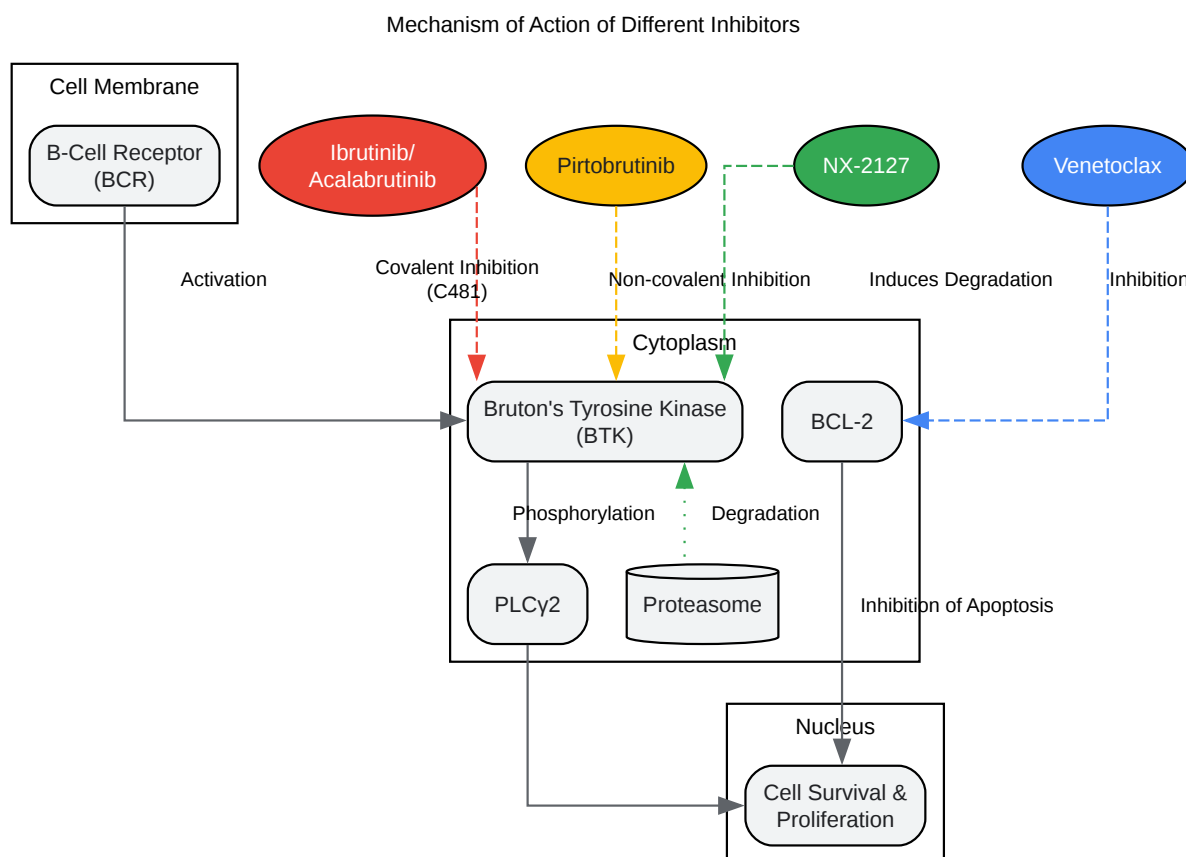 Mechanism of Action of Different Inhibitors
Cell Membrane
B-Cell Receptor
(BCR)
Ibrutinib/
Acalabrutinib
Pirtobrutinib
NX-2127
Venetoclax
Activation
Covalent Inhibition
(C481)
Non-covalent Inhibition
Induces Degradation
Inhibition
Cytoplasm
Bruton's Tyrosine Kinase
(BTK)
BCL-2
Phosphorylation
Degradation
PLCγ2
Proteasome
Inhibition of Apoptosis
Nucleus
Cell Survival &
Proliferation